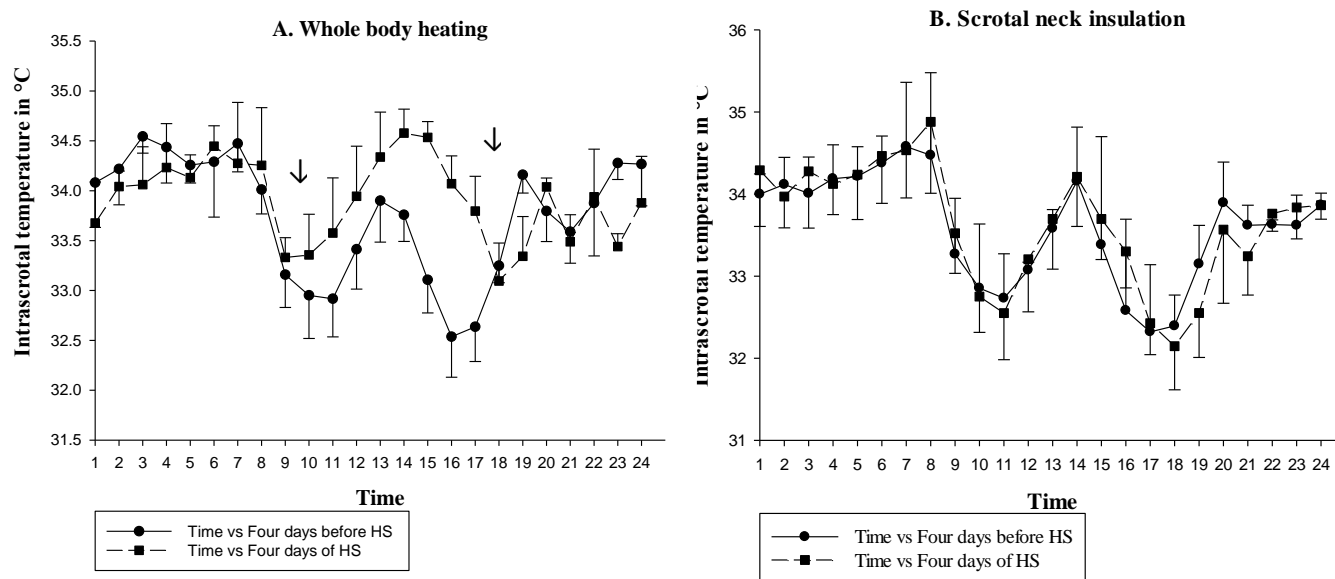 A. Whole body heating
Intrascrotal temperature in °C
35.5
35.0
34.5
34.0
33.5
33.0
32.5
32.0
31.5
1 2 3 4 5 6 7 8 9 10 11 12 13 14 15 16 17 18 19 20 21 22 23 24
Time
Time vs Four days before HS
Time vs Four days of HS
B. Scrotal neck insulation
Intrascrotal temperature in °C
36
35
34
33
32
31
1 2 3 4 5 6 7 8 9 10 11 12 13 14 15 16 17 18 19 20 21 22 23 24
Time
Time vs Four days before HS
Time vs Four days of HS